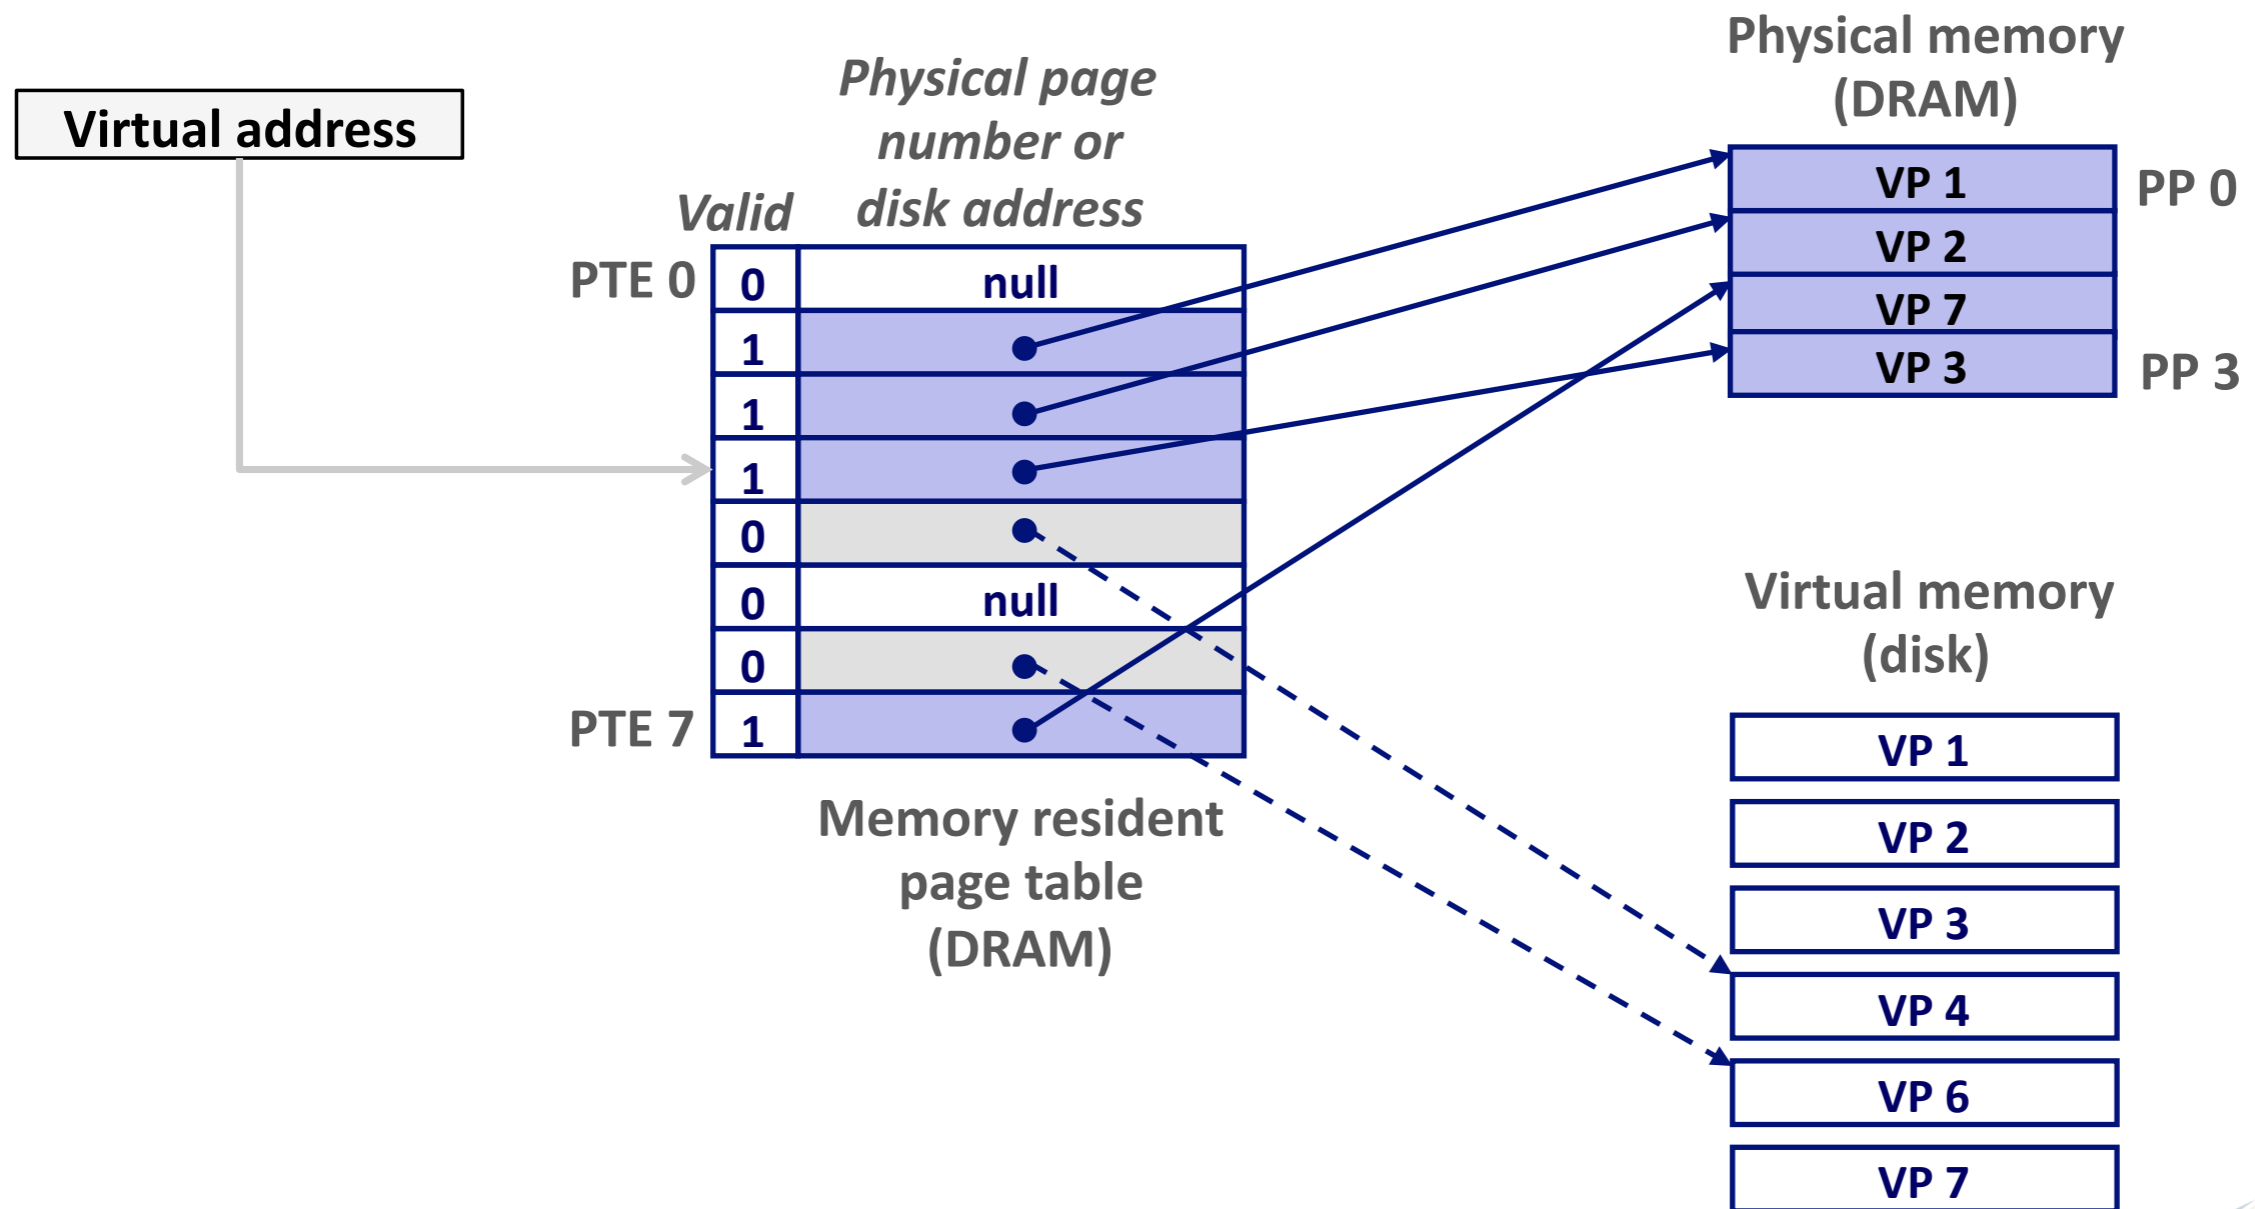 Virtual address
Physical page
number or
disk address
Valid
PTE 0
0
null
1
1
1
0
0
null
0
PTE 7
1
Memory resident
page table
(DRAM)
Physical memory
(DRAM)
VP 1
PP 0
VP 2
VP 7
VP 3
PP 3
Virtual memory
(disk)
VP 1
VP 2
VP 3
VP 4
VP 6
VP 7